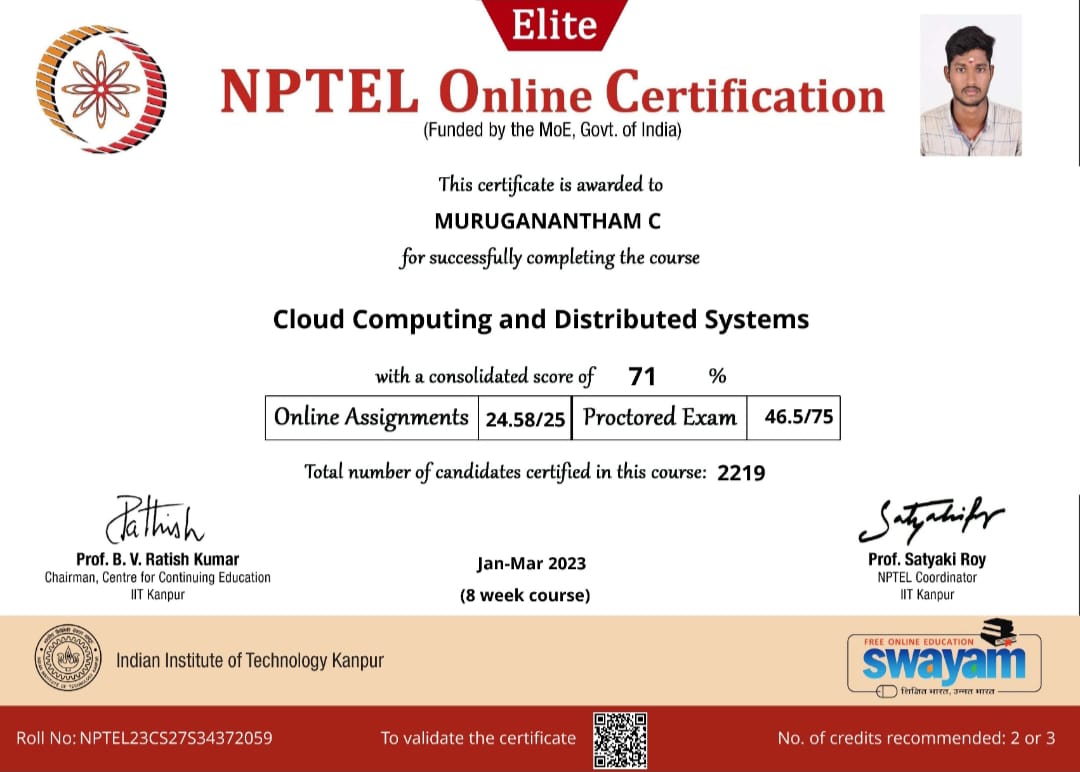 Elite
NPTEL Online Certification
(Funded by the MoE, Govt. of India)
This certificate is awarded to
MURUGANANTHAM C
for successfully completing the course
Cloud Computing and Distributed Systems
with a consolidated score of 71 %
Online Assignments 24.58/25 Proctored Exam 46.5/75
Total number of candidates certified in this course: 2219
Prof. B. V. Ratish Kumar
Chairman, Centre for Continuing Education
IIT Kanpur
Jan-Mar 2023
(8 week course)
Prof. Satyaki Roy
NPTEL Coordinator
IIT Kanpur
Indian Institute of Technology Kanpur
FREE ONLINE EDUCATION
swayam
शिक्षित भारत, उन्नत भारत
Roll No: NPTEL23CS27S34372059
To validate the certificate
No. of credits recommended: 2 or 3